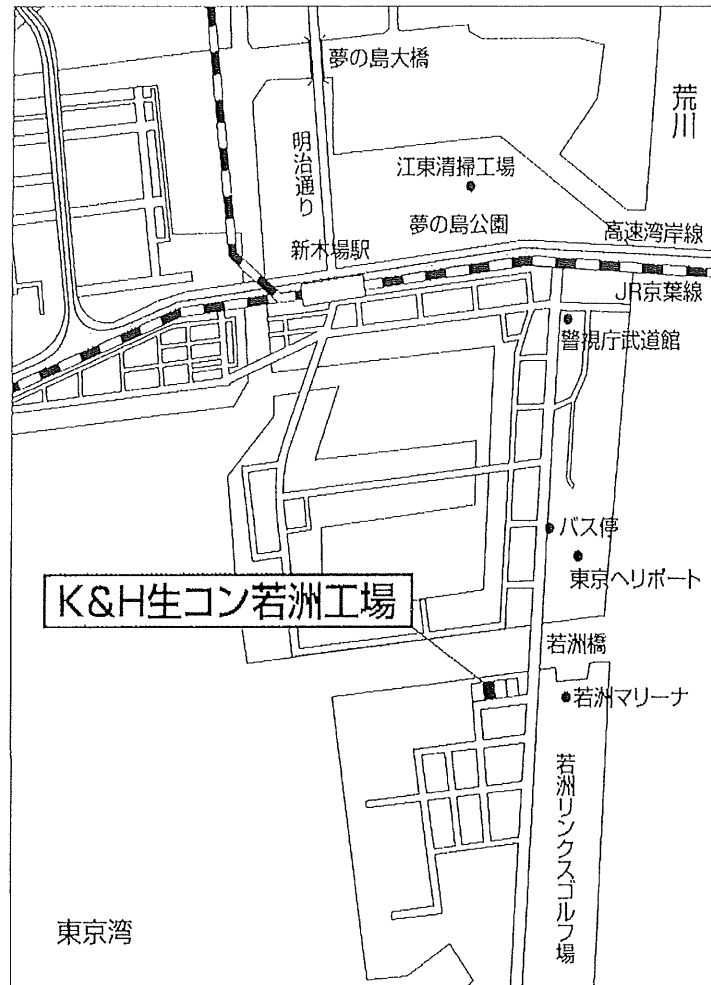 夢の島大橋
荒川
明治通り
江東清掃工場
夢の島公園
新木場駅
高速湾岸線
JR京葉線
警視庁武道館
バス停
東京ヘリポート
K&H生コン若洲工場
若洲橋
若洲マリーナ
若洲リンクスゴルフ場
東京湾